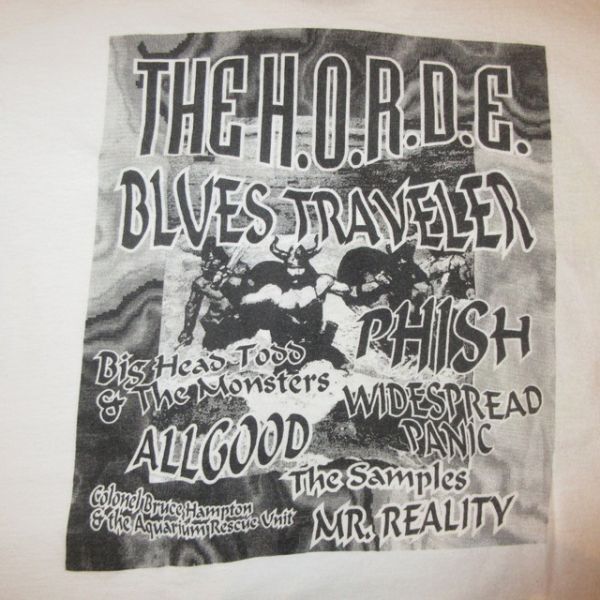 THE H.O.R.D.E.
BLUES TRAVELER
PHISH
Big Head Todd
& The Monsters
WIDESPREAD
PANIC
ALLGOOD
The Samples
Colonel Bruce Hampton
& the Aquarium Rescue Unit
MR. REALITY